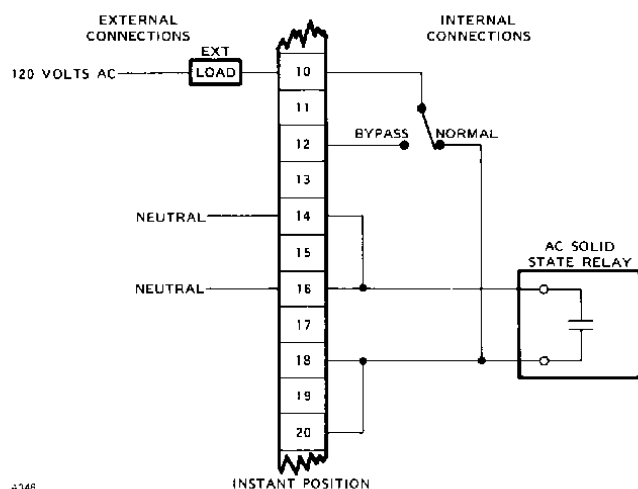 EXTERNAL
CONNECTIONS
INTERNAL
CONNECTIONS
EXT
LOAD
120 VOLTS AC
10
11
BYPASS
NORMAL
12
13
NEUTRAL
14
15
AC SOLID
STATE RELAY
NEUTRAL
16
17
18
19
20
INSTANT POSITION